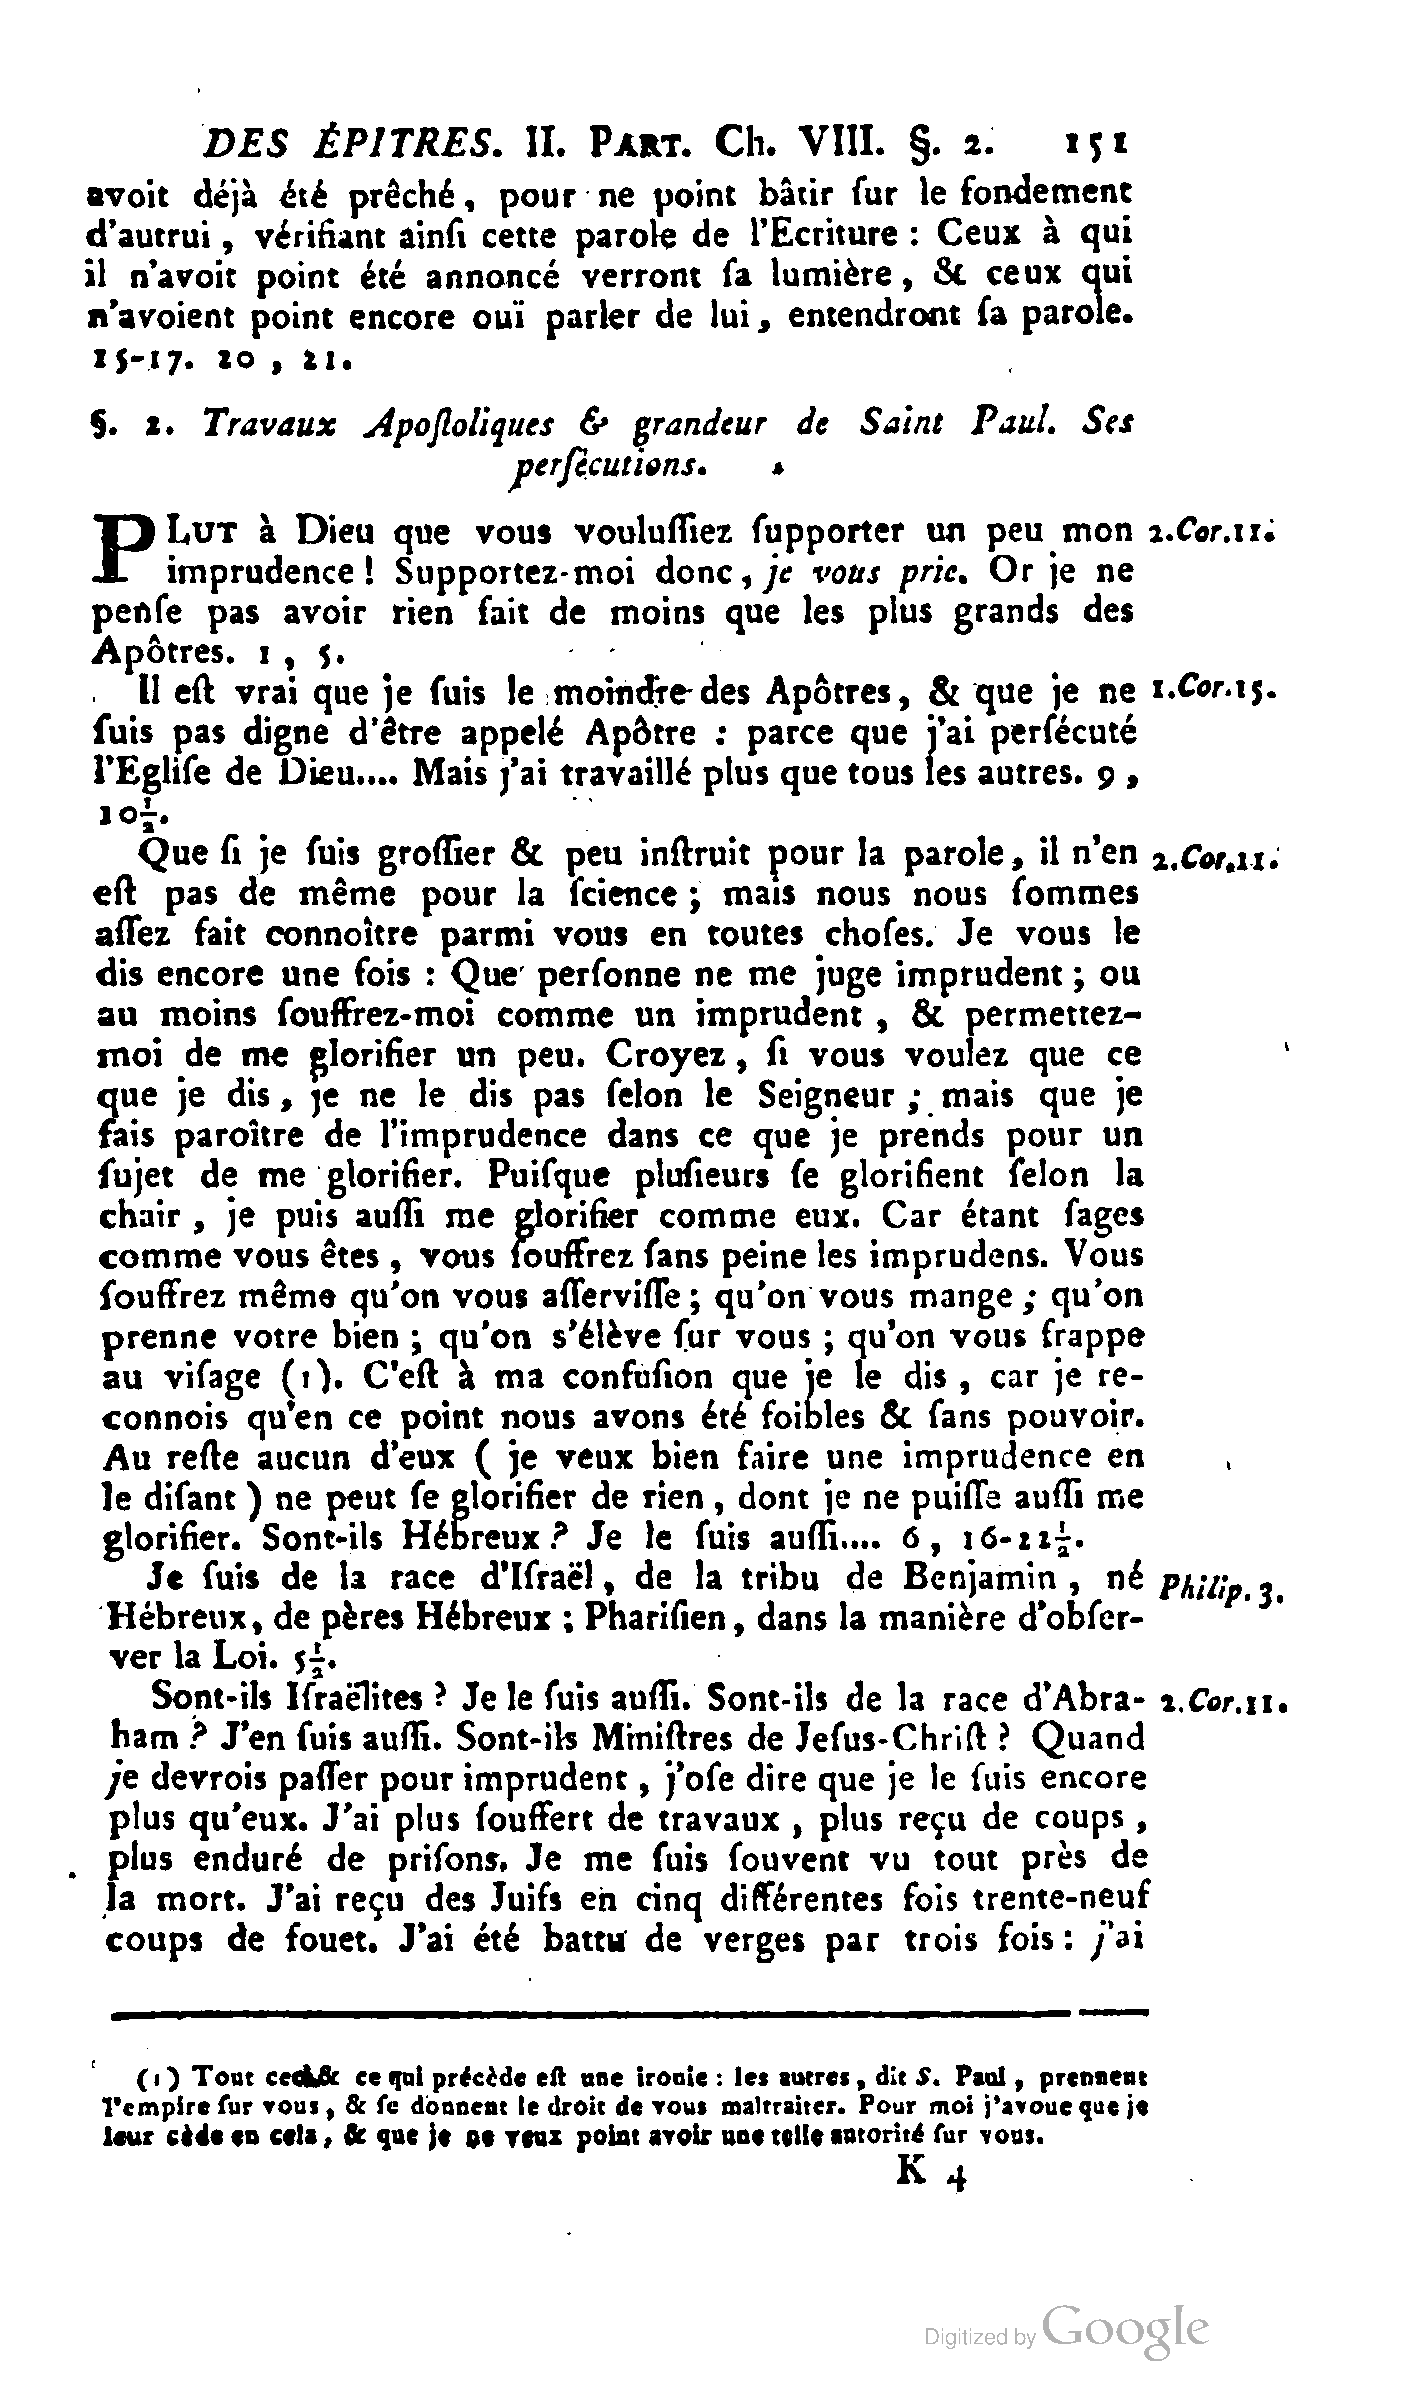 DES ÉPITRES. II. PART. Ch. VIII. §. 2. 151
avoit déjà été prêché, pour ne point bâtir ſur le fondement
d'autrui, vérifiant ainſi cette parole de l'Ecriture : Ceux à qui
il n'avoit point été annoncé verront ſa lumière, & ceux qui
n'avoient point encore ouï parler de lui, entendront ſa parole.
15-17. 20, 21.
§. 2. Travaux Apoſtoliques & grandeur de Saint Paul. Ses
perſécutions.
PLUT à Dieu que vous vouluſſiez ſupporter un peu mon 2.Cor.11.
imprudence ! Supportez-moi donc, je vous prie. Or je ne
penſe pas avoir rien fait de moins que les plus grands des
Apôtres. 1, 5.
Il eſt vrai que je ſuis le moindre des Apôtres, & que je ne 1.Cor.15.
ſuis pas digne d'être appelé Apôtre : parce que j'ai perſécuté
l'Egliſe de Dieu.... Mais j'ai travaillé plus que tous les autres. 9,
10½.
Que ſi je ſuis groſſier & peu inſtruit pour la parole, il n'en 2.Cor.11.
eſt pas de même pour la ſcience ; mais nous nous ſommes
aſſez fait connoître parmi vous en toutes choſes. Je vous le
dis encore une fois : Que perſonne ne me juge imprudent ; ou
au moins ſouffrez-moi comme un imprudent, & permettez-
moi de me glorifier un peu. Croyez, ſi vous voulez que ce
que je dis, je ne le dis pas ſelon le Seigneur ; mais que je
fais paroître de l'imprudence dans ce que je prends pour un
ſujet de me glorifier. Puiſque pluſieurs ſe glorifient ſelon la
chair, je puis auſſi me glorifier comme eux. Car étant ſages
comme vous êtes, vous ſouffrez ſans peine les imprudens. Vous
ſouffrez même qu'on vous aſſerviſſe ; qu'on vous mange ; qu'on
prenne votre bien ; qu'on s'élève ſur vous ; qu'on vous frappe
au viſage (1). C'eſt à ma confuſion que je le dis, car je re-
connois qu'en ce point nous avons été foibles & ſans pouvoir.
Au reſte aucun d'eux ( je veux bien faire une imprudence en
le diſant ) ne peut ſe glorifier de rien, dont je ne puiſſe auſſi me
glorifier. Sont-ils Hébreux ? Je le ſuis auſſi.... 6, 16-22½.
Je ſuis de la race d'Iſraël, de la tribu de Benjamin, né Philip. 3.
Hébreux, de pères Hébreux ; Phariſien, dans la manière d'obſer-
ver la Loi. 5½.
Sont-ils Iſraëlites ? Je le ſuis auſſi. Sont-ils de la race d'Abra- 2.Cor.11.
ham ? J'en ſuis auſſi. Sont-ils Miniſtres de Jeſus-Chriſt ? Quand
je devrois paſſer pour imprudent, j'oſe dire que je le ſuis encore
plus qu'eux. J'ai plus ſouffert de travaux, plus reçu de coups,
plus enduré de priſons. Je me ſuis ſouvent vu tout près de
la mort. J'ai reçu des Juifs en cinq différentes fois trente-neuf
coups de fouet. J'ai été battu de verges par trois fois : j'ai
(1) Tout ceci & ce qui précède eſt une ironie : les autres, dit S. Paul, prennent
l'empire ſur vous, & ſe donnent le droit de vous maltraiter. Pour moi j'avoue que je
leur cède en cela, & que je ne veux point avoir une telle autorité ſur vous.
K 4
Digitized by Google